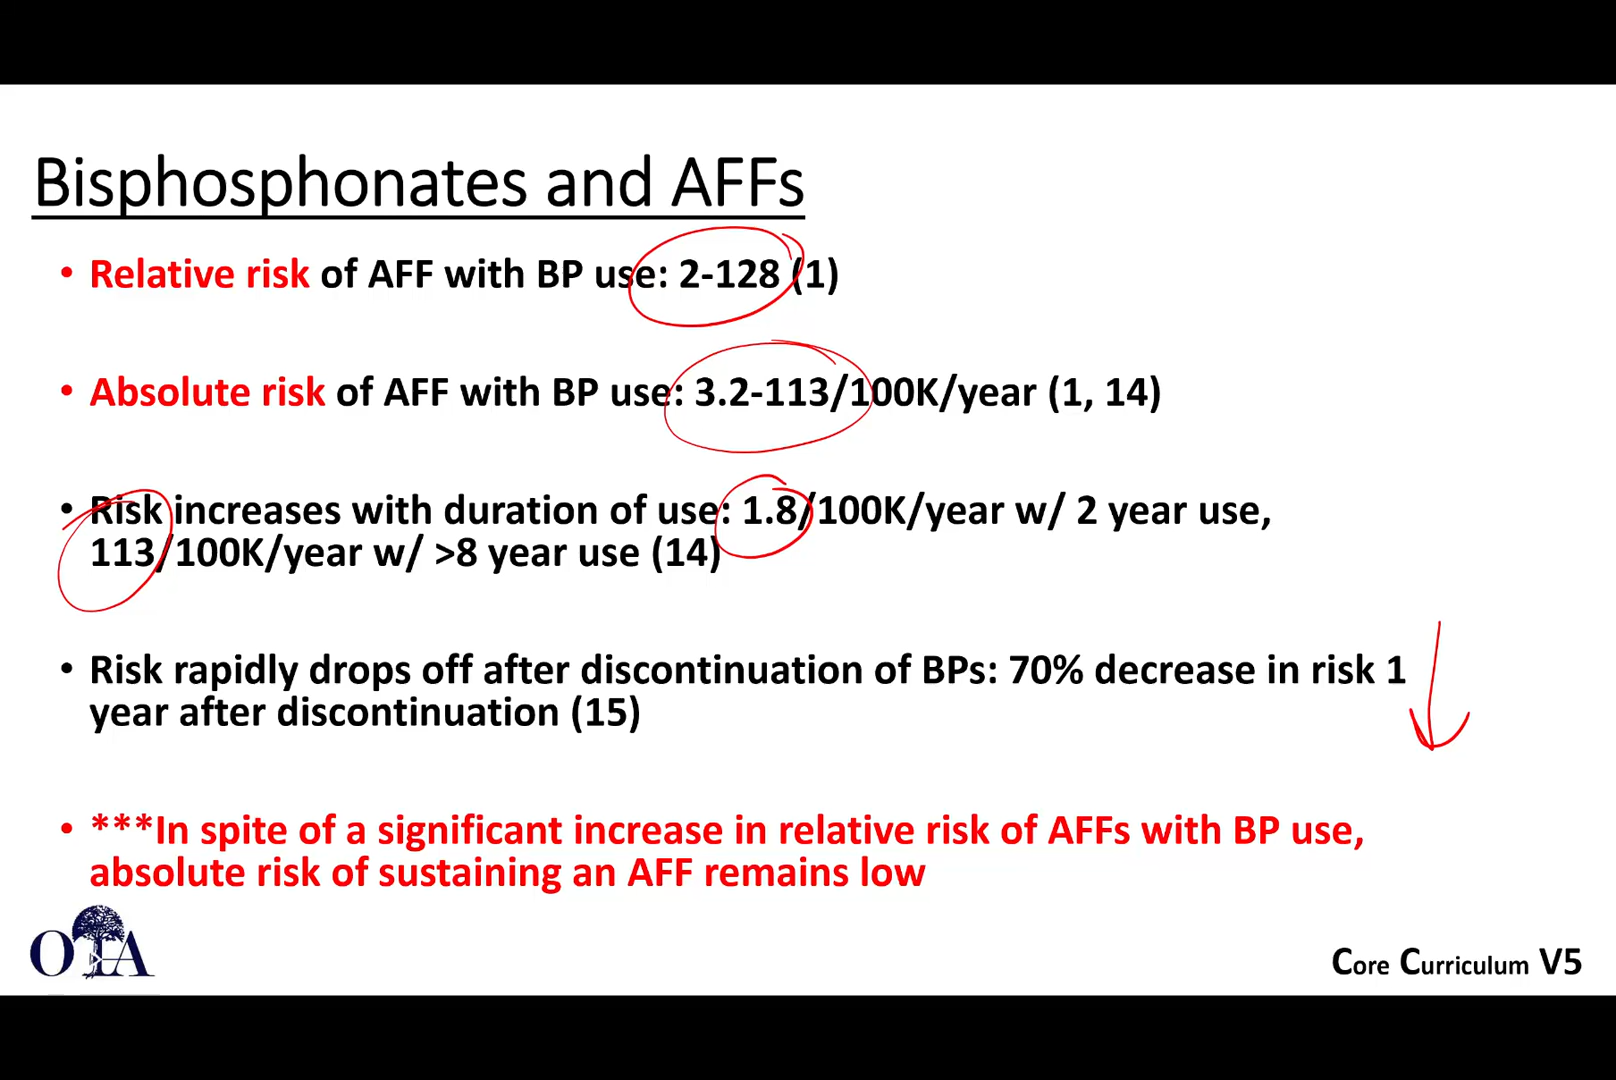 Bisphosphonates and AFFs
• Relative risk of AFF with BP use: 2-128 (1)
• Absolute risk of AFF with BP use: 3.2-113/100K/year (1, 14)
• Risk increases with duration of use: 1.8/100K/year w/ 2 year use,
113/100K/year w/ >8 year use (14)
• Risk rapidly drops off after discontinuation of BPs: 70% decrease in risk 1
year after discontinuation (15)
• ***In spite of a significant increase in relative risk of AFFs with BP use,
absolute risk of sustaining an AFF remains low
OTA
Core Curriculum V5